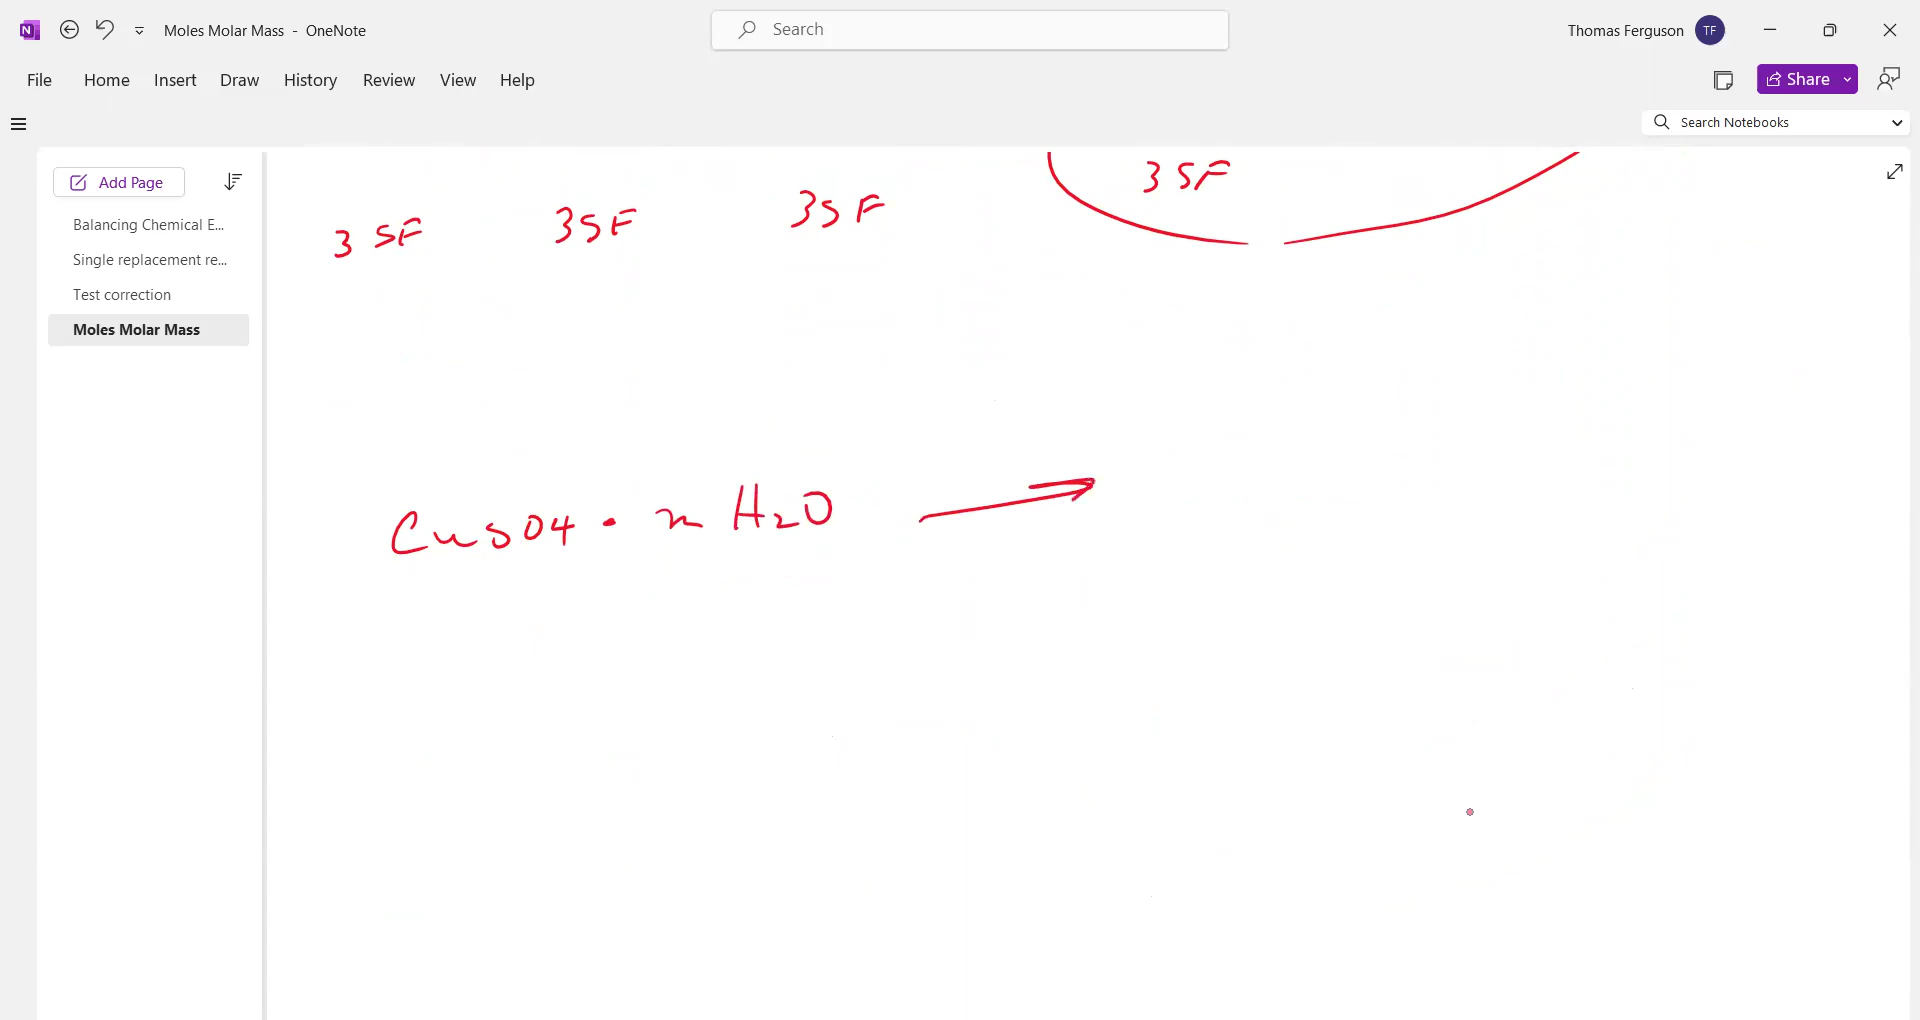 Moles Molar Mass - OneNote
Search
Thomas Ferguson TF
File Home Insert Draw History Review View Help
Share
Search Notebooks
Add Page
Balancing Chemical E...
Single replacement re...
Test correction
Moles Molar Mass
3 SF 3 SF 3 SF 3 SF
CuSO4 • n H2O →